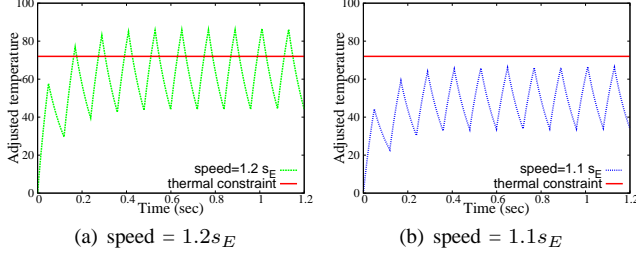 Adjusted temperature
100
80
60
40
20
0
speed=1.2 s_E
thermal constraint
0 0.2 0.4 0.6 0.8 1 1.2
Time (sec)
(a) speed = 1.2s_E
Adjusted temperature
100
80
60
40
20
0
speed=1.1 s_E
thermal constraint
0 0.2 0.4 0.6 0.8 1 1.2
Time (sec)
(b) speed = 1.1s_E